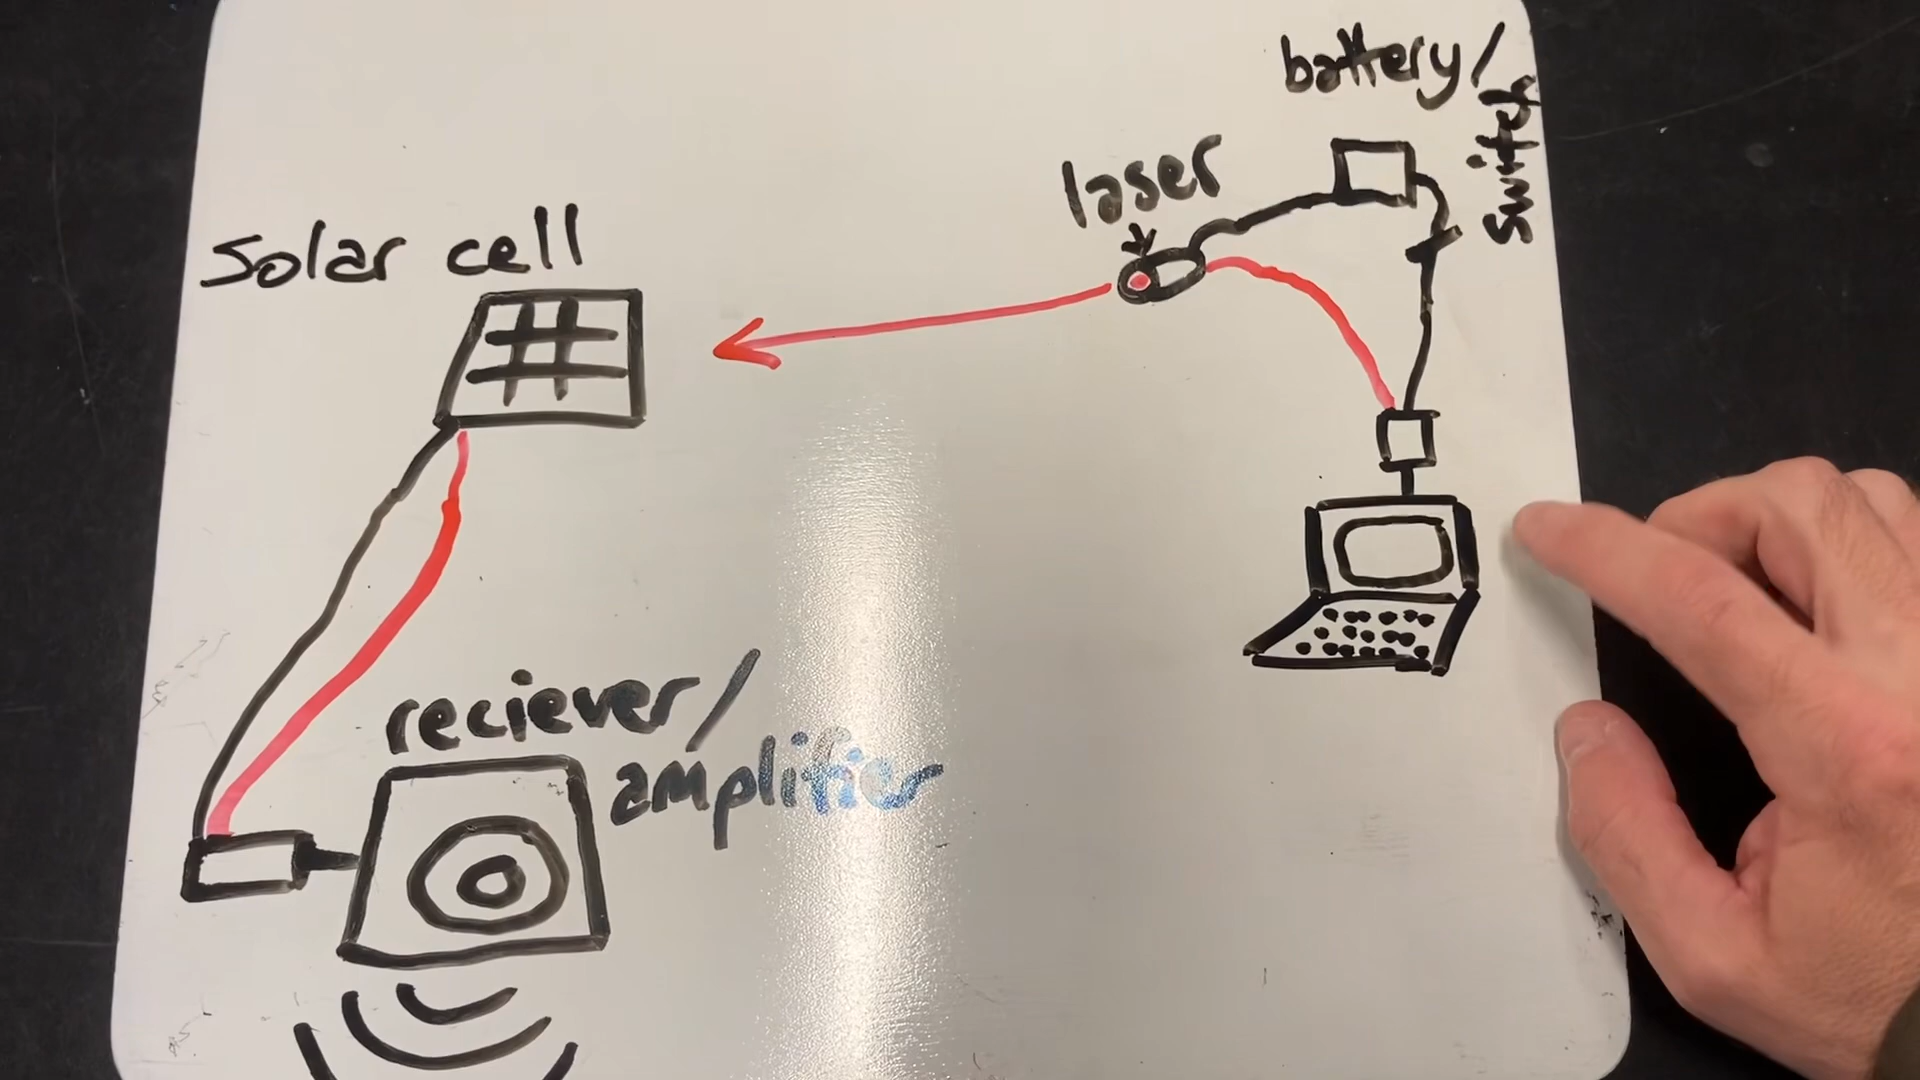 battery/
switch
laser
solar cell
reciever/
amplifier